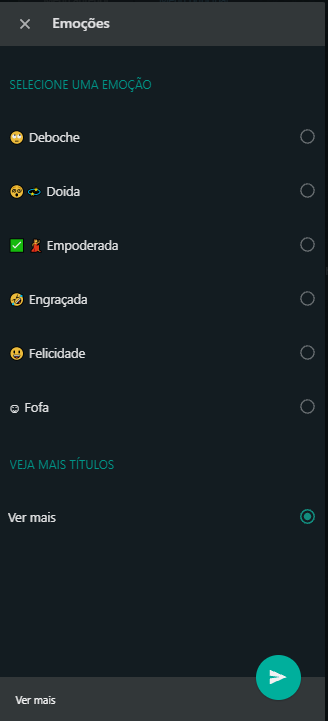 Emoções
SELECIONE UMA EMOÇÃO
🙄 Deboche
😵💫 Doida
✅ 💃 Empoderada
🤣 Engraçada
😃 Felicidade
☺ Fofa
VEJA MAIS TÍTULOS
Ver mais
Ver mais